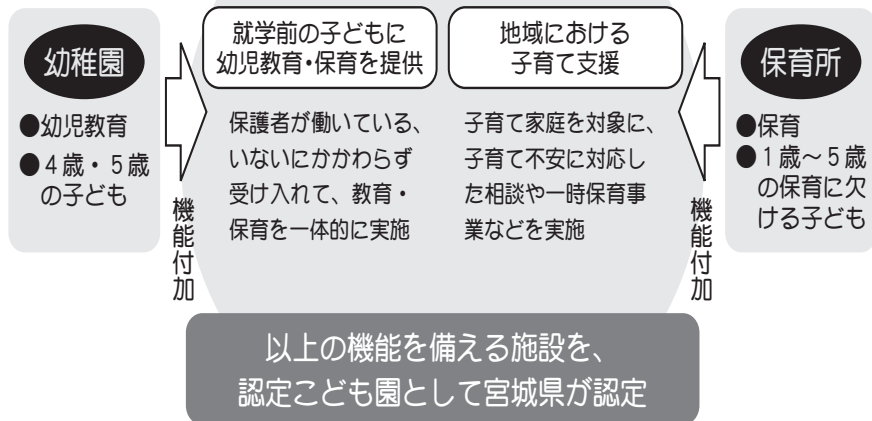 幼稚園
●幼児教育
●4歳・5歳
の子ども
機能付加
就学前の子どもに
幼児教育・保育を提供
保護者が働いている、
いないにかかわらず
受け入れて、教育・
保育を一体的に実施
地域における
子育て支援
子育て家庭を対象に、
子育て不安に対応し
た相談や一時保育事
業などを実施
機能付加
保育所
●保育
●1歳～5歳
の保育に欠
ける子ども
以上の機能を備える施設を、
認定こども園として宮城県が認定